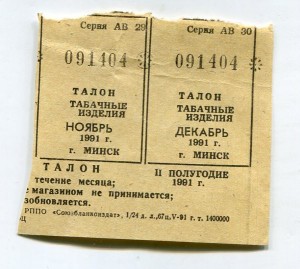 Серия АВ 29
091404
ТАЛОН
ТАБАЧНЫЕ
ИЗДЕЛИЯ
НОЯБРЬ
1991 г.
г. МИНСК
Серия АВ 30
091404
ТАЛОН
ТАБАЧНЫЕ
ИЗДЕЛИЯ
ДЕКАБРЬ
1991 г.
г. МИНСК
ТАЛОН
II ПОЛУГОДИЕ
1991 г.
течение месяца;
магазином не принимается;
зобновляется.
РППО «Союзбланкиздат», 1/24 д. л., 67ц, V-91 г. т. 1400000